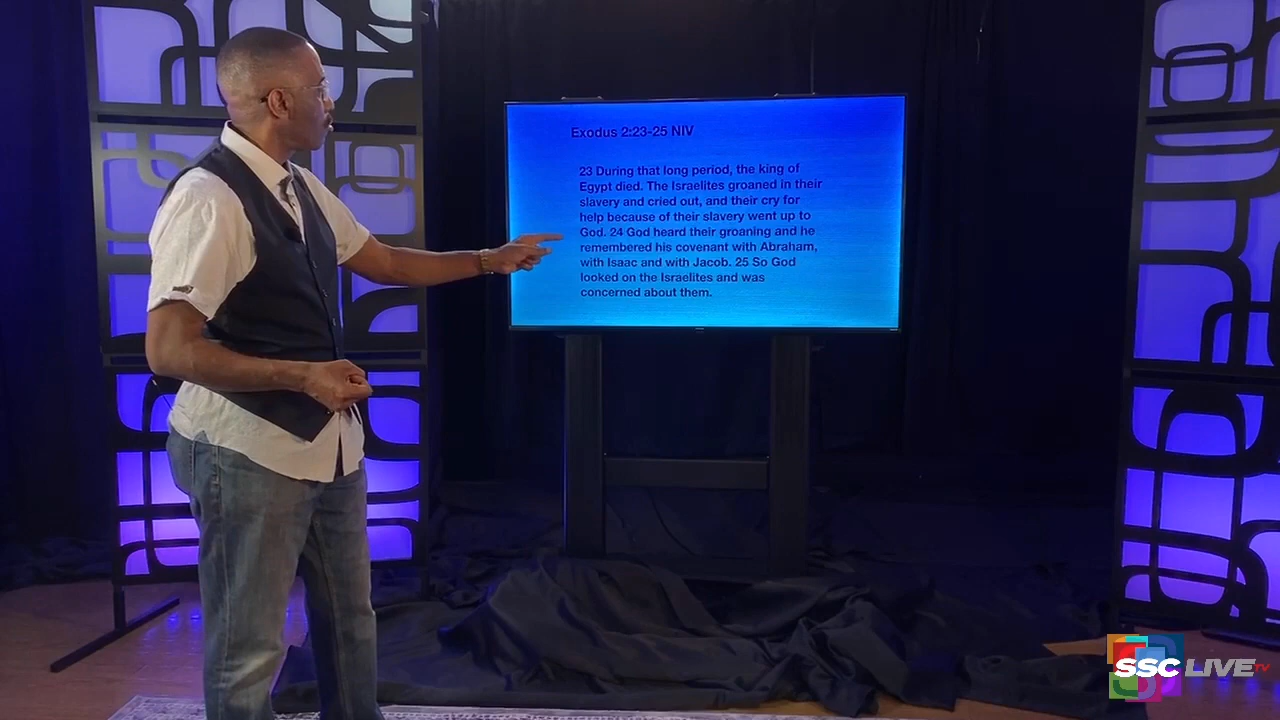 Exodus 2:23-25 NIV
23 During that long period, the king of
Egypt died. The Israelites groaned in their
slavery and cried out, and their cry for
help because of their slavery went up to
God. 24 God heard their groaning and he
remembered his covenant with Abraham,
with Isaac and with Jacob. 25 So God
looked on the Israelites and was
concerned about them.
SSC LIVE TV